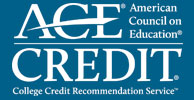 ACE® American
Council on
Education®
CREDIT®
College Credit Recommendation Service™